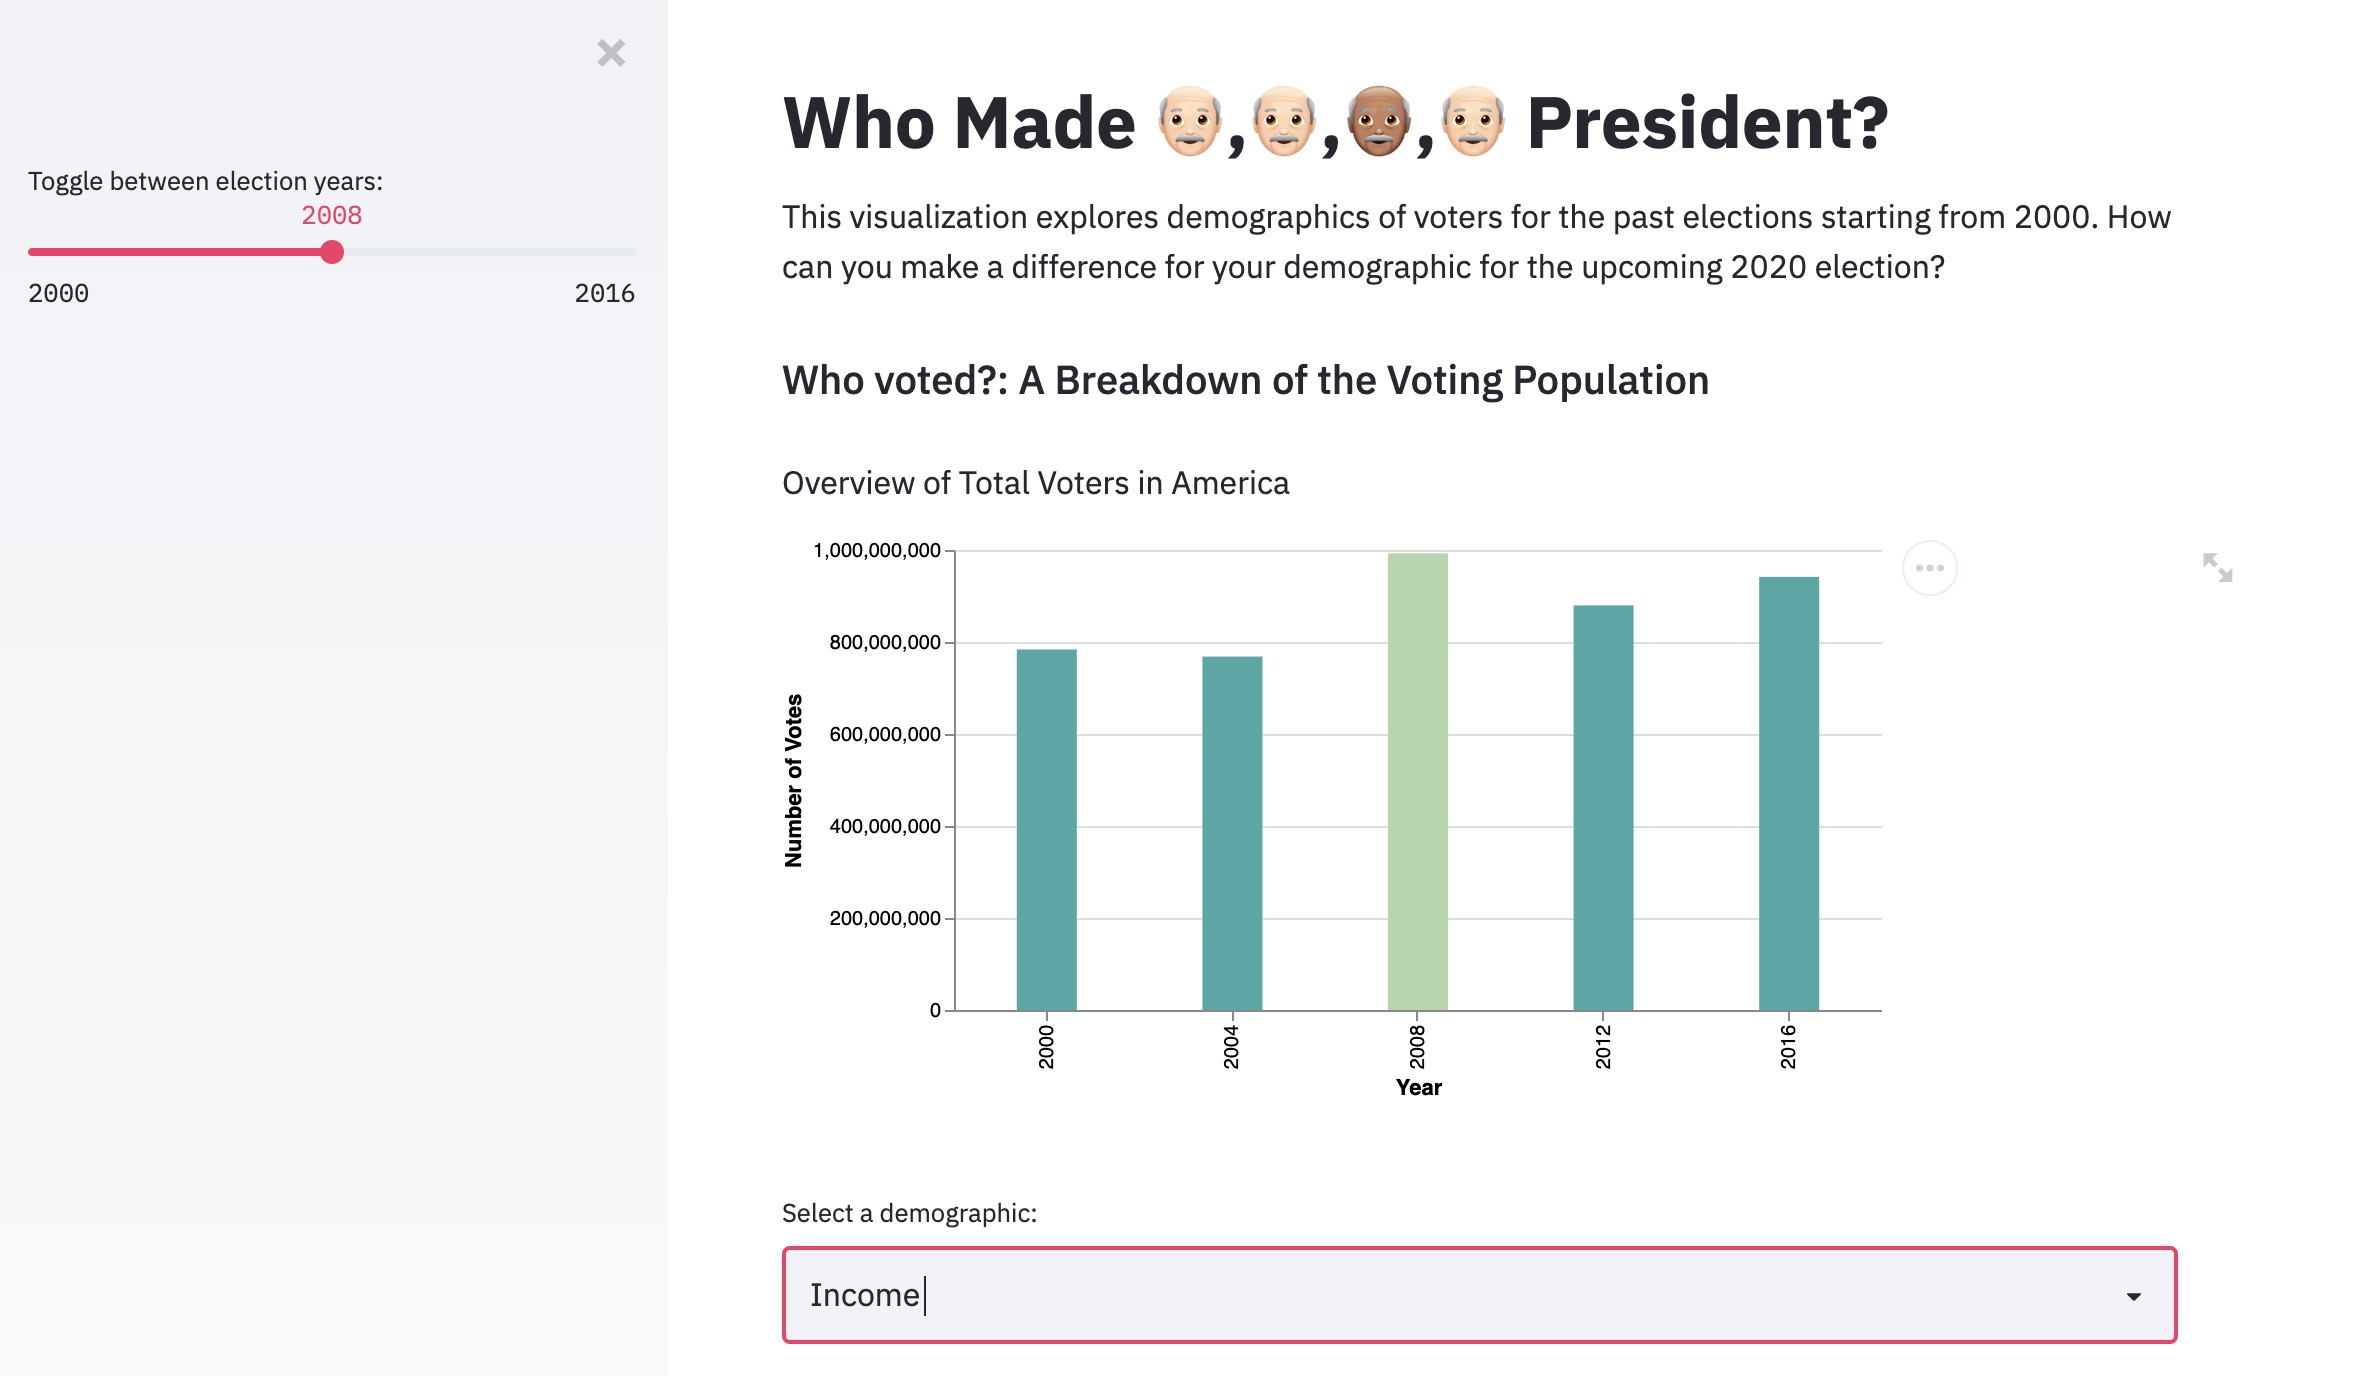 Toggle between election years:
2008
2000 2016
Who Made 👴🏻,👴🏻,👴🏾,👴🏻 President?
This visualization explores demographics of voters for the past elections starting from 2000. How
can you make a difference for your demographic for the upcoming 2020 election?
Who voted?: A Breakdown of the Voting Population
Overview of Total Voters in America
1,000,000,000
800,000,000
600,000,000
400,000,000
200,000,000
0
Number of Votes
2000 2004 2008 2012 2016
Year
Select a demographic:
Income